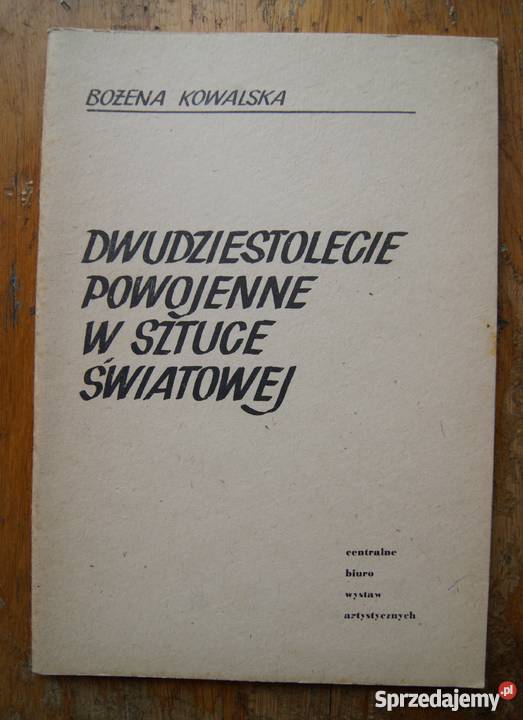 BOŻENA KOWALSKA
DWUDZIESTOLECIE
POWOJENNE
W SZTUCE
ŚWIATOWEJ
centralne
biuro
wystaw
artystycznych
Sprzedajemy.pl